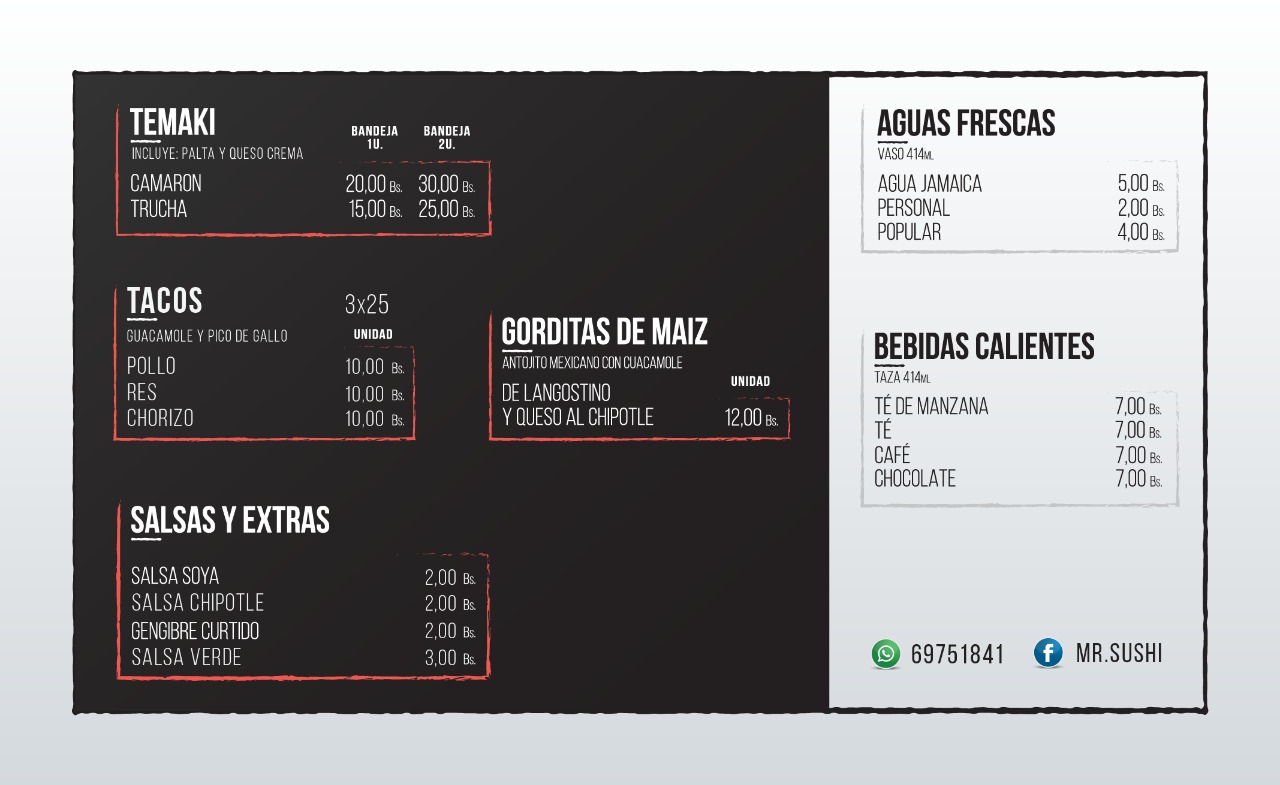 TEMAKI
INCLUYE: PALTA Y QUESO CREMA
BANDEJA 1U.
BANDEJA 2U.
CAMARON 20,00 Bs. 30,00 Bs.
TRUCHA 15,00 Bs. 25,00 Bs.
TACOS 3x25
GUACAMOLE Y PICO DE GALLO UNIDAD
POLLO 10,00 Bs.
RES 10,00 Bs.
CHORIZO 10,00 Bs.
GORDITAS DE MAIZ
ANTOJITO MEXICANO CON CUACAMOLE
UNIDAD
DE LANGOSTINO
Y QUESO AL CHIPOTLE 12,00 Bs.
SALSAS Y EXTRAS
SALSA SOYA 2,00 Bs.
SALSA CHIPOTLE 2,00 Bs.
GENGIBRE CURTIDO 2,00 Bs.
SALSA VERDE 3,00 Bs.
AGUAS FRESCAS
VASO 414ML
AGUA JAMAICA 5,00 Bs.
PERSONAL 2,00 Bs.
POPULAR 4,00 Bs.
BEBIDAS CALIENTES
TAZA 414ML
TÉ DE MANZANA 7,00 Bs.
TÉ 7,00 Bs.
CAFÉ 7,00 Bs.
CHOCOLATE 7,00 Bs.
69751841 MR.SUSHI